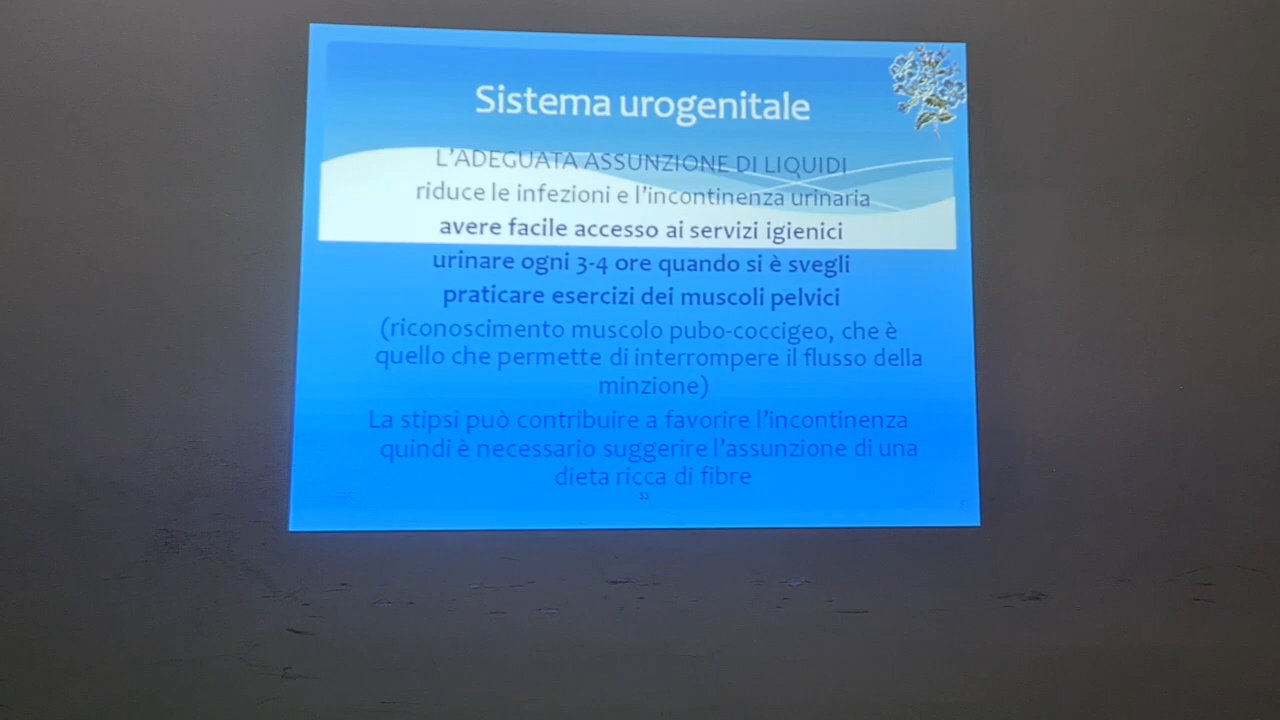 Sistema urogenitale
L’ADEGUATA ASSUNZIONE DI LIQUIDI
riduce le infezioni e l’incontinenza urinaria
avere facile accesso ai servizi igienici
urinare ogni 3-4 ore quando si è svegli
praticare esercizi dei muscoli pelvici
(riconoscimento muscolo pubo-coccigeo, che è
quello che permette di interrompere il flusso della
minzione)
La stipsi può contribuire a favorire l’incontinenza
quindi è necessario suggerire l’assunzione di una
dieta ricca di fibre
33